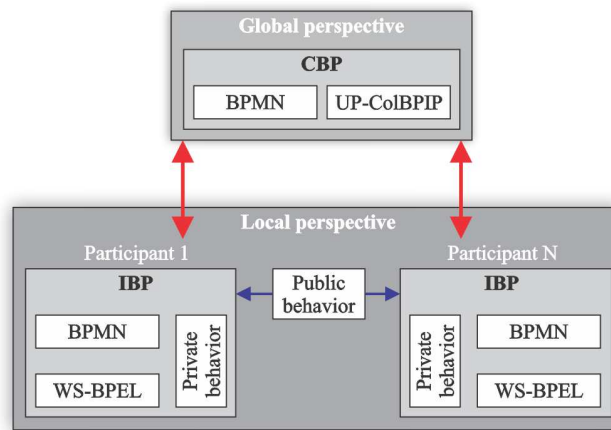 Global perspective
CBP
BPMN
UP-ColBPIP
Local perspective
Participant 1
Participant N
IBP
BPMN
WS-BPEL
Private behavior
Public
behavior
IBP
Private behavior
BPMN
WS-BPEL